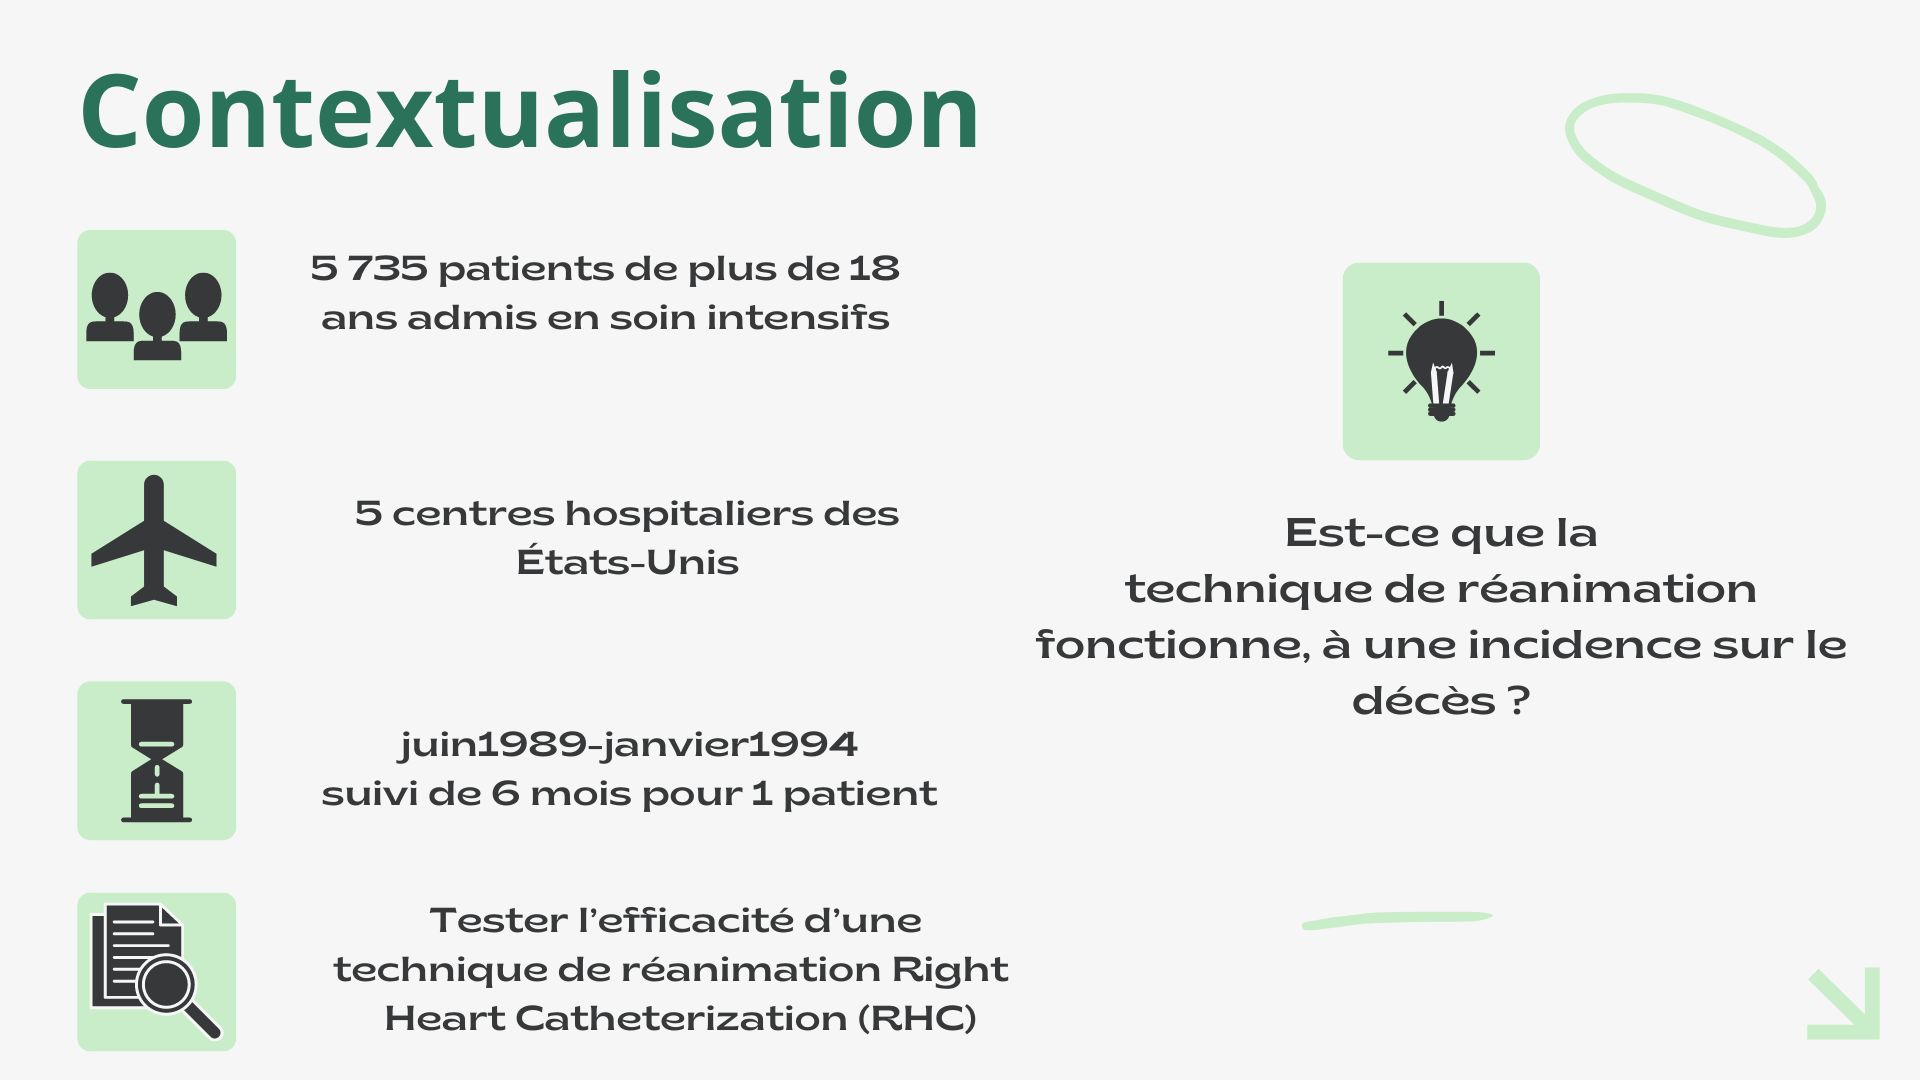 Contextualisation
5 735 patients de plus de 18
ans admis en soin intensifs
5 centres hospitaliers des
États-Unis
juin1989-janvier1994
suivi de 6 mois pour 1 patient
Tester l’efficacité d’une
technique de réanimation Right
Heart Catheterization (RHC)
Est-ce que la
technique de réanimation
fonctionne, à une incidence sur le
décès ?